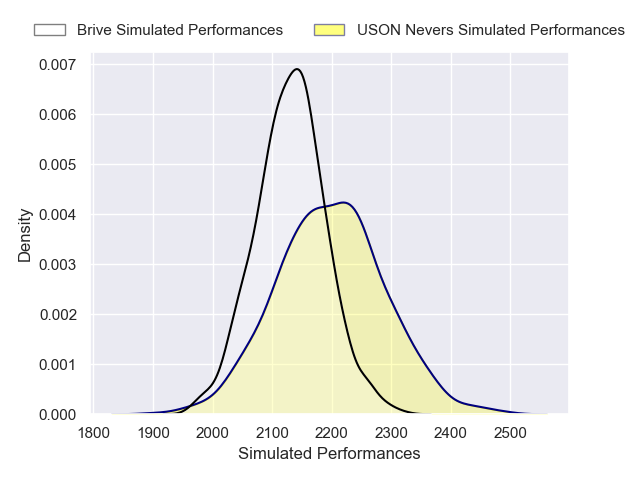 Brive Simulated Performances
USON Nevers Simulated Performances
0.007
0.006
0.005
0.004
0.003
0.002
0.001
0.000
Density
1800 1900 2000 2100 2200 2300 2400 2500
Simulated Performances